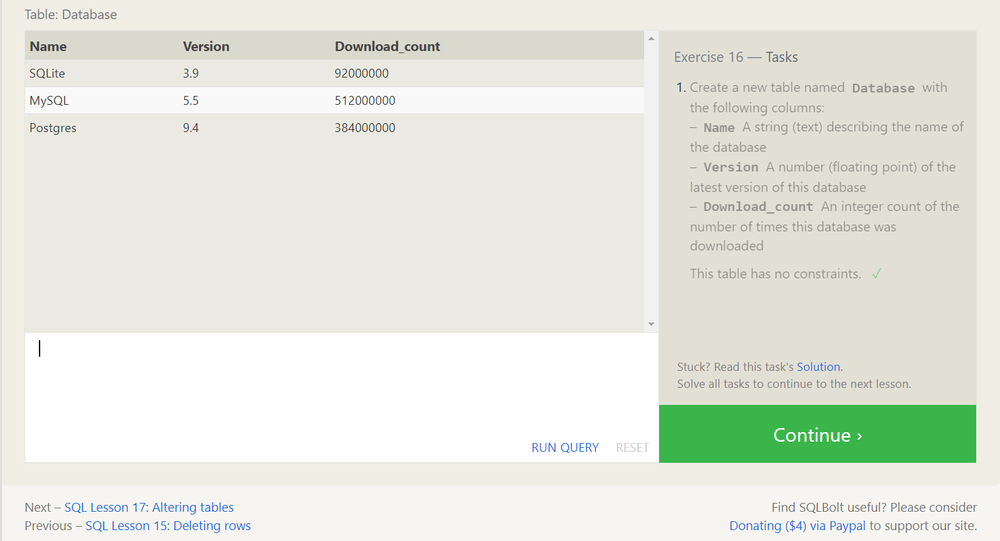 Table: Database
Name Version Download_count
SQLite 3.9 92000000
MySQL 5.5 512000000
Postgres 9.4 384000000
Exercise 16 — Tasks
1. Create a new table named Database with
the following columns:
– Name A string (text) describing the name of
the database
– Version A number (floating point) of the
latest version of this database
– Download_count An integer count of the
number of times this database was
downloaded
This table has no constraints. ✓
Stuck? Read this task's Solution.
Solve all tasks to continue to the next lesson.
RUN QUERY RESET
Continue ›
Next – SQL Lesson 17: Altering tables
Previous – SQL Lesson 15: Deleting rows
Find SQLBolt useful? Please consider
Donating ($4) via Paypal to support our site.